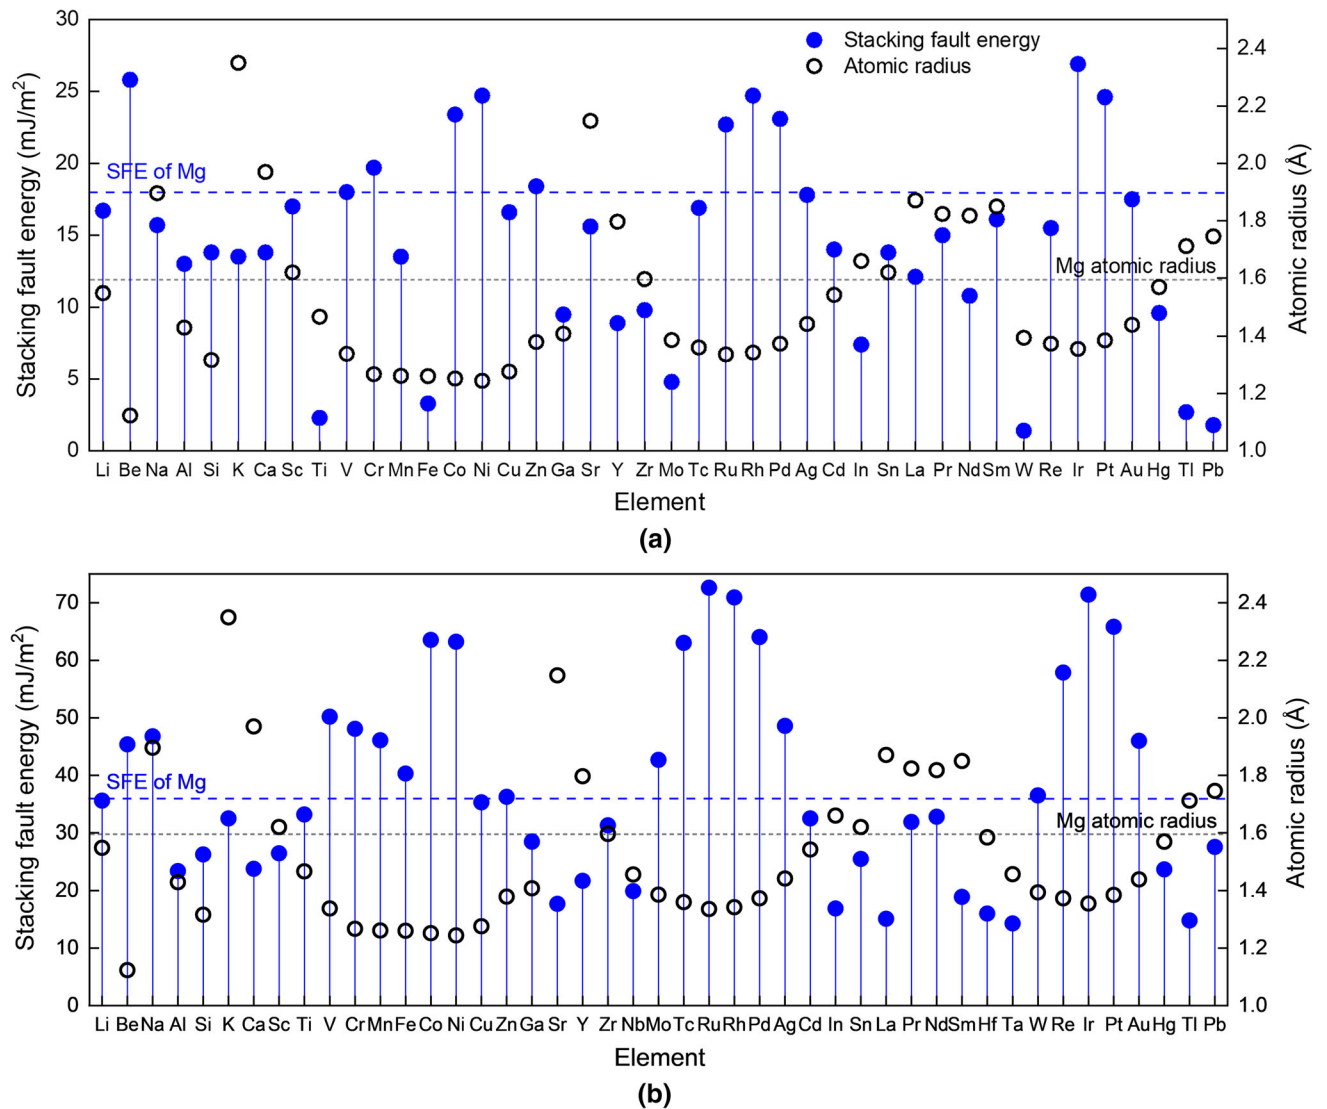 30
25
20
15
10
5
0
Stacking fault energy (mJ/m²)
Stacking fault energy
Atomic radius
SFE of Mg
Mg atomic radius
2.4
2.2
2.0
1.8
1.6
1.4
1.2
1.0
Atomic radius (Å)
Li Be Na Al Si K Ca Sc Ti V Cr Mn Fe Co Ni Cu Zn Ga Sr Y Zr Mo Tc Ru Rh Pd Ag Cd In Sn La Pr Nd Sm W Re Ir Pt Au Hg Tl Pb
Element
(a)
70
60
50
40
30
20
10
0
Stacking fault energy (mJ/m²)
SFE of Mg
Mg atomic radius
2.4
2.2
2.0
1.8
1.6
1.4
1.2
1.0
Atomic radius (Å)
Li Be Na Al Si K Ca Sc Ti V Cr Mn Fe Co Ni Cu Zn Ga Sr Y Zr Nb Mo Tc Ru Rh Pd Ag Cd In Sn La Pr Nd Sm Hf Ta W Re Ir Pt Au Hg Tl Pb
Element
(b)